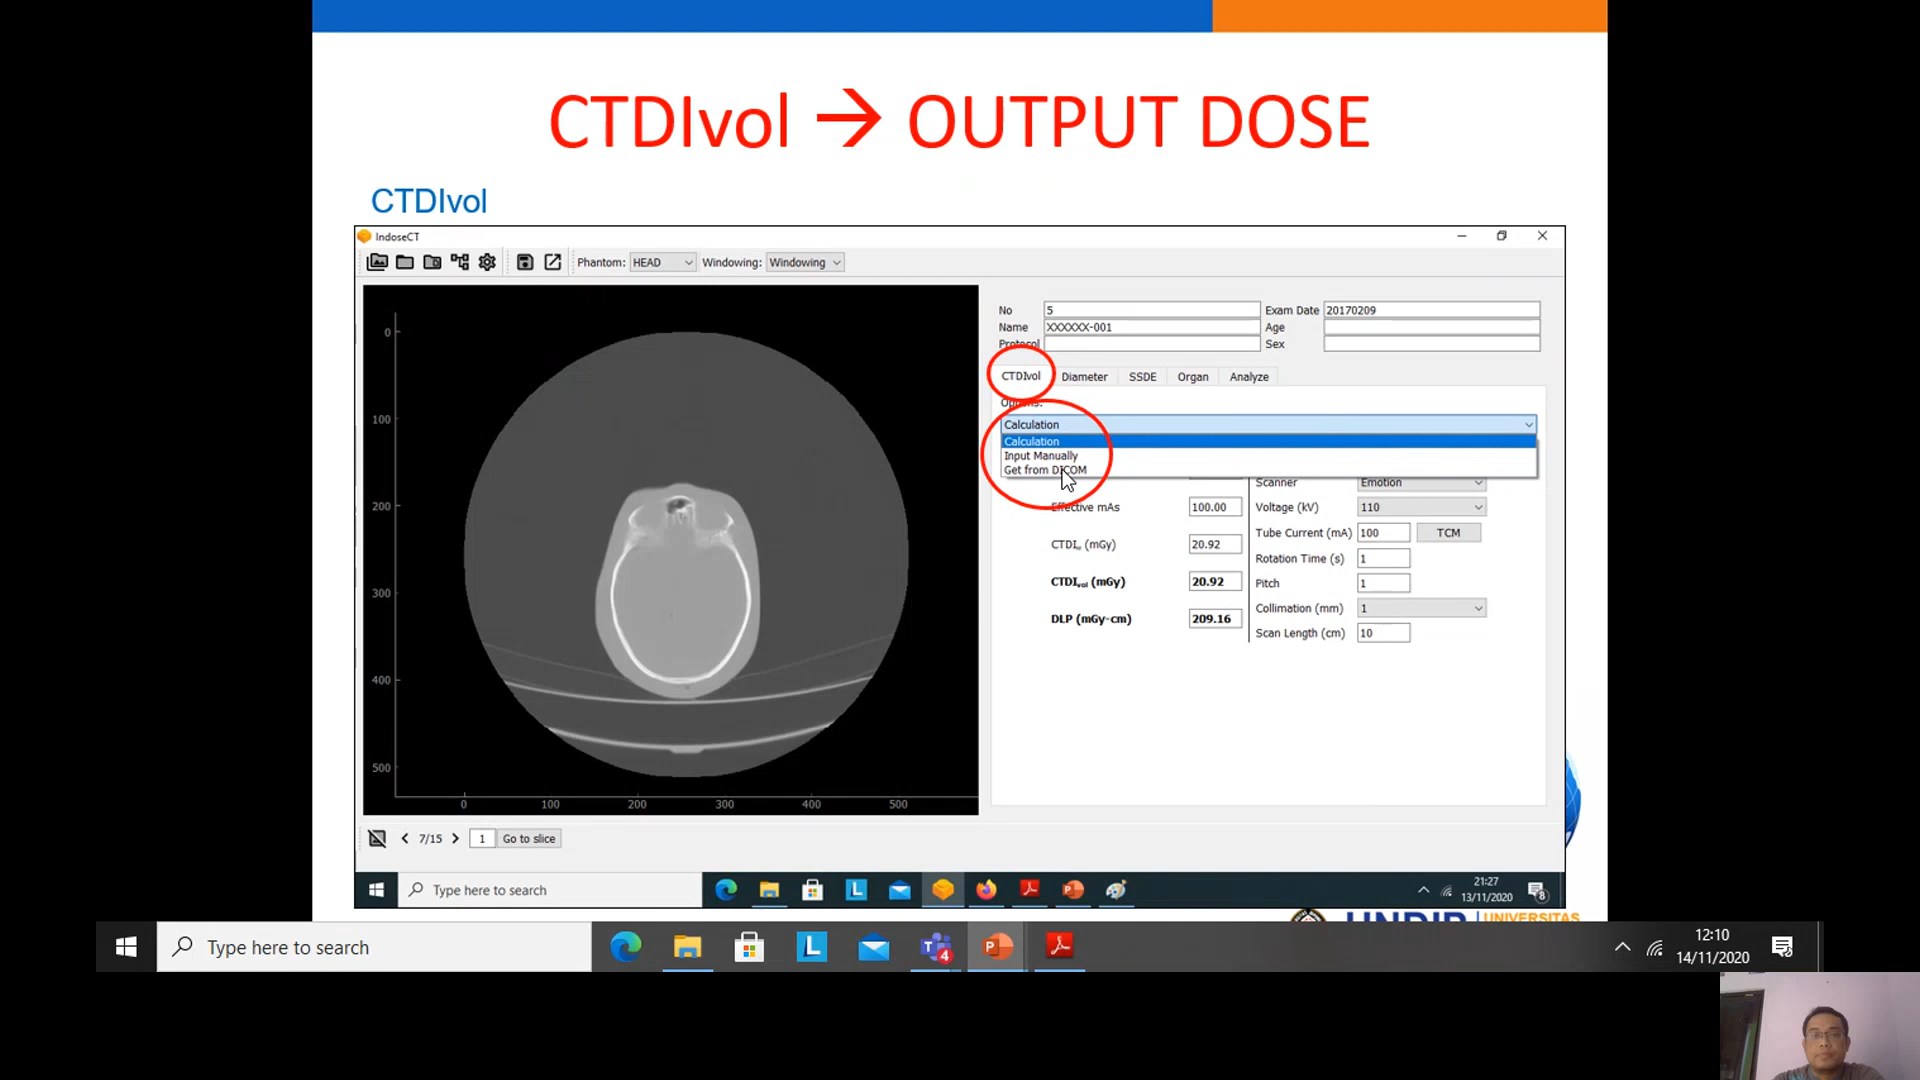 CTDIvol → OUTPUT DOSE
CTDIvol
IndoseCT
Phantom: HEAD Windowing: Windowing
No 5 Exam Date 20170209
Name XXXXXX-001 Age
Protocol Sex
CTDIvol Diameter SSDE Organ Analyze
Options:
Calculation
Calculation
Input Manually
Get from DICOM
Scanner Emotion
Effective mAs 100.00 Voltage (kV) 110
Tube Current (mA) 100 TCM
CTDIw (mGy) 20.92
Rotation Time (s) 1
CTDIvol (mGy) 20.92 Pitch 1
Collimation (mm) 1
DLP (mGy-cm) 209.16
Scan Length (cm) 10
0
100
200
300
400
500
0 100 200 300 400 500
7/15 1 Go to slice
Type here to search
21:27
13/11/2020
8
UNDIP UNIVERSITAS
Type here to search
4
12:10
14/11/2020